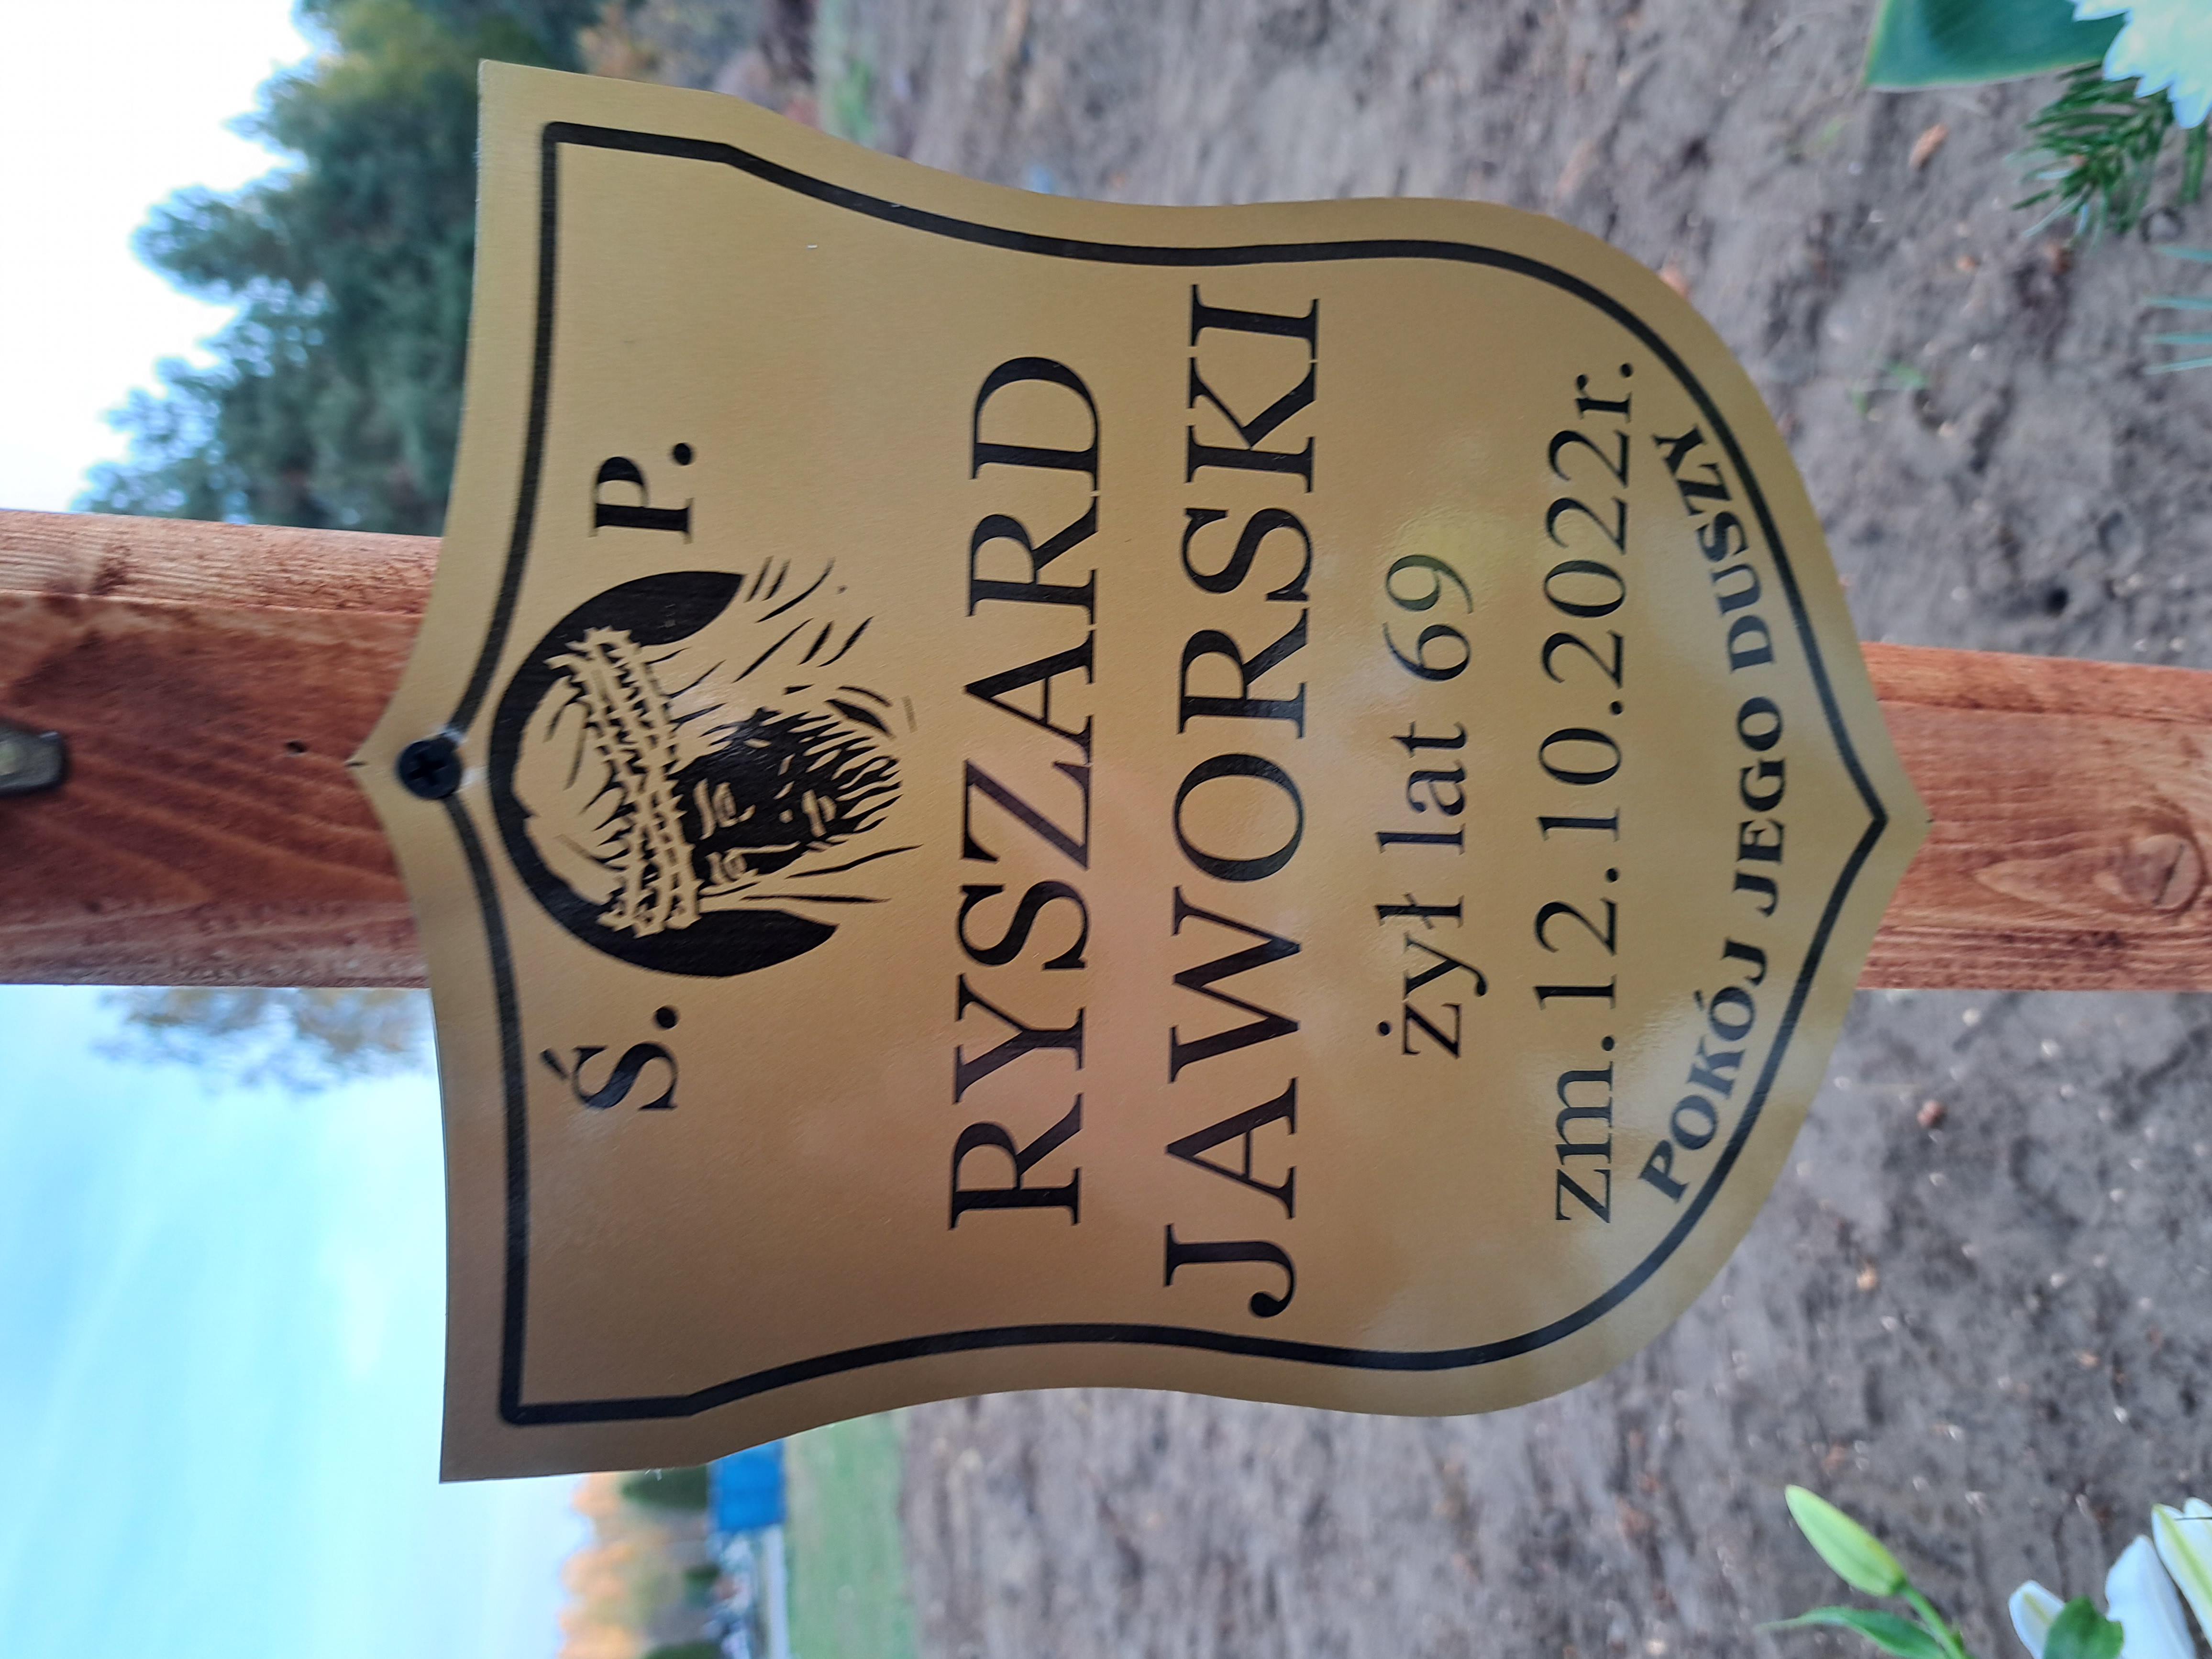 Ś. P.
RYSZARD
JAWORSKI
żył lat 69
zm. 12.10.2022r.
POKÓJ JEGO DUSZY